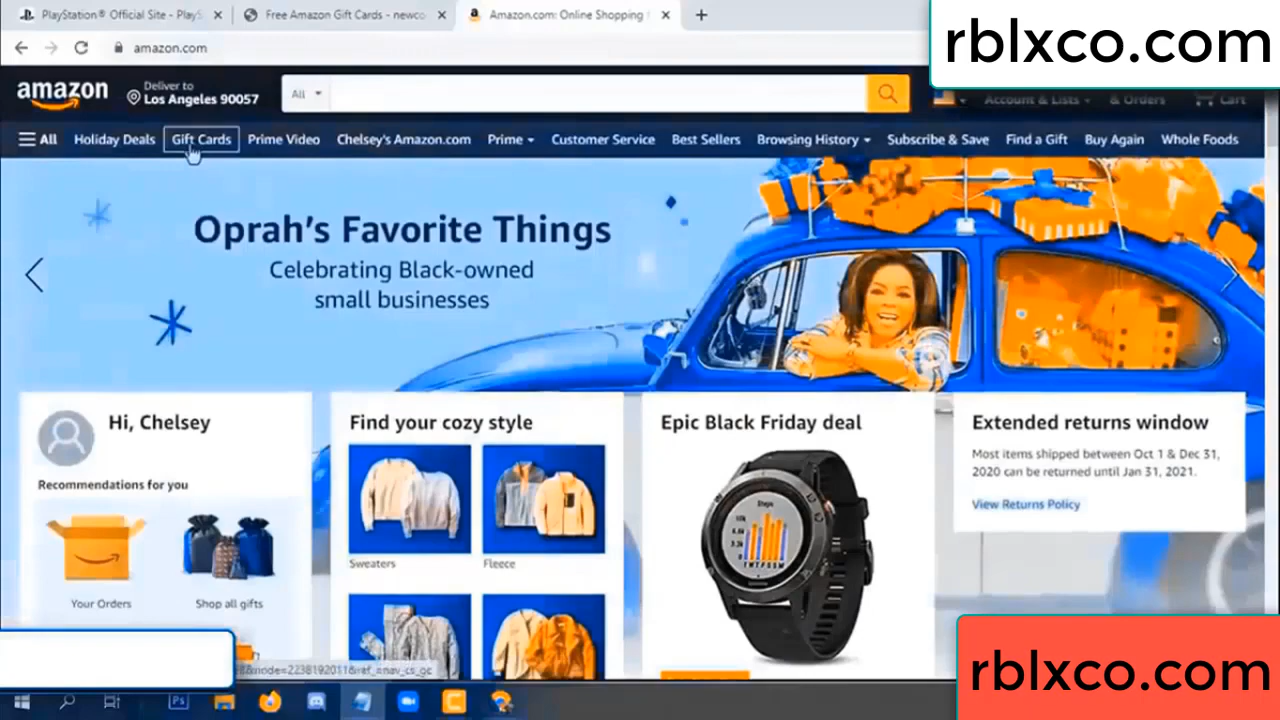 PlayStation® Official Site - PlayS
Free Amazon Gift Cards - newco
Amazon.com: Online Shopping f
amazon.com
rblxco.com
amazon
Deliver to
Los Angeles 90057
All
Account & Lists
& Orders
Cart
All
Holiday Deals
Gift Cards
Prime Video
Chelsey's Amazon.com
Prime
Customer Service
Best Sellers
Browsing History
Subscribe & Save
Find a Gift
Buy Again
Whole Foods
Oprah's Favorite Things
Celebrating Black-owned
small businesses
Hi, Chelsey
Recommendations for you
Your Orders
Shop all gifts
Find your cozy style
Sweaters
Fleece
Epic Black Friday deal
Steps
Extended returns window
Most items shipped between Oct 1 & Dec 31,
2020 can be returned until Jan 31, 2021.
View Returns Policy
rblxco.com
Ps